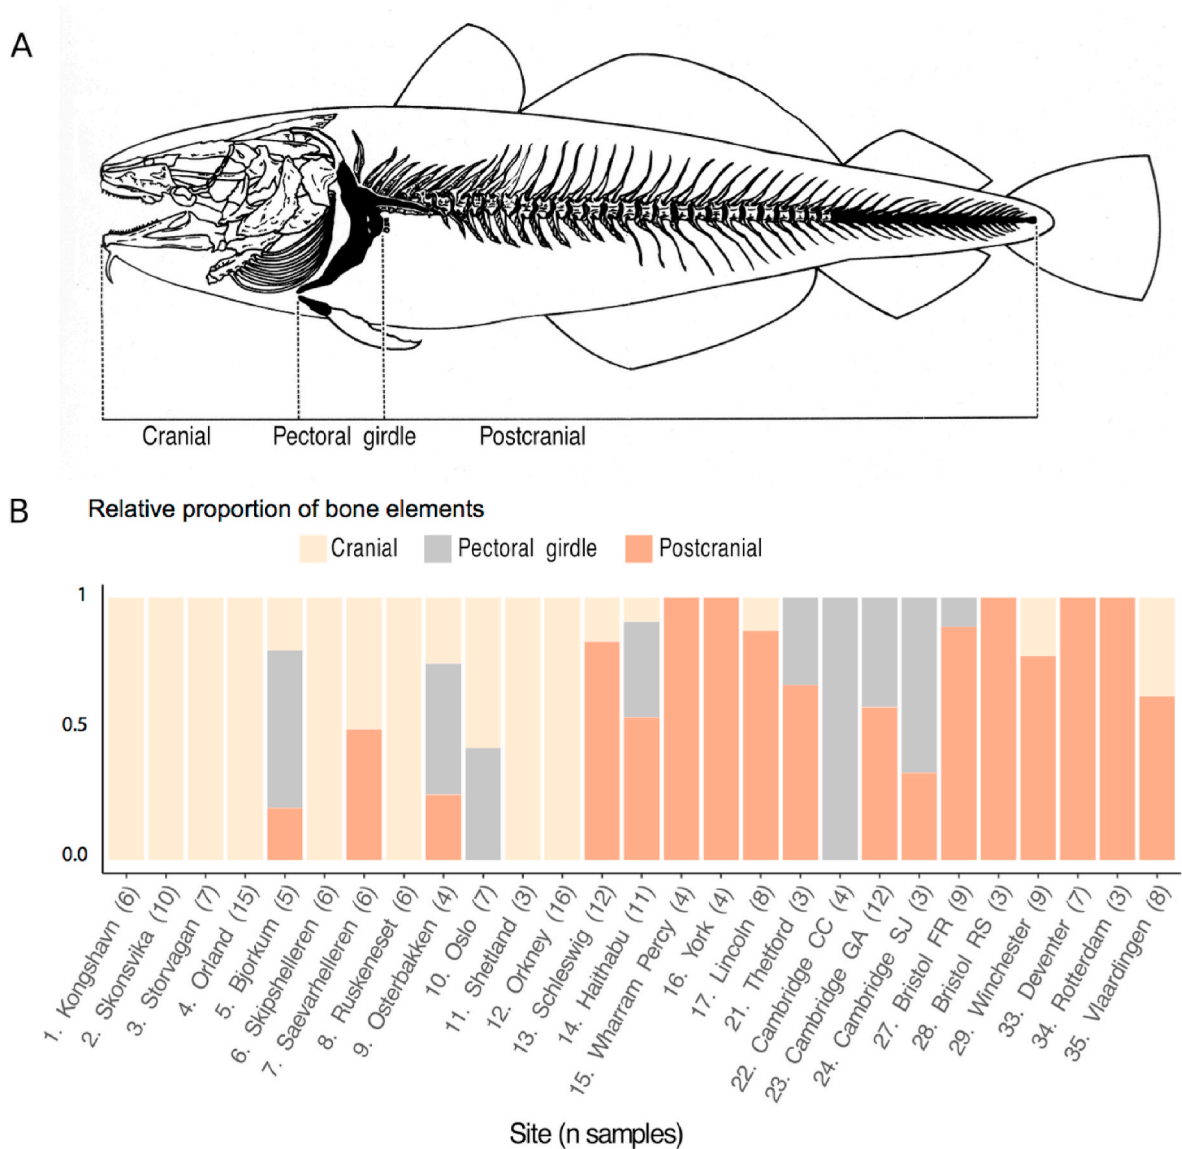 A
Cranial Pectoral girdle Postcranial
B Relative proportion of bone elements
Cranial Pectoral girdle Postcranial
1
0.5
0.0
1. Kongshavn (6)
2. Skonsvika (10)
3. Storvagan (7)
4. Orland (15)
5. Bjorkum (5)
6. Skipshelleren (6)
7. Saevarhelleren (6)
8. Ruskeneset (6)
9. Osterbakken (4)
10. Oslo (7)
11. Shetland (3)
12. Orkney (16)
13. Schleswig (12)
14. Haithabu (11)
15. Wharram Percy (4)
16. York (4)
17. Lincoln (8)
21. Thetford (3)
22. Cambridge CC (4)
23. Cambridge GA (12)
24. Cambridge SJ (3)
27. Bristol FR (9)
28. Bristol RS (3)
29. Winchester (9)
33. Deventer (7)
34. Rotterdam (3)
35. Vlaardingen (8)
Site (n samples)